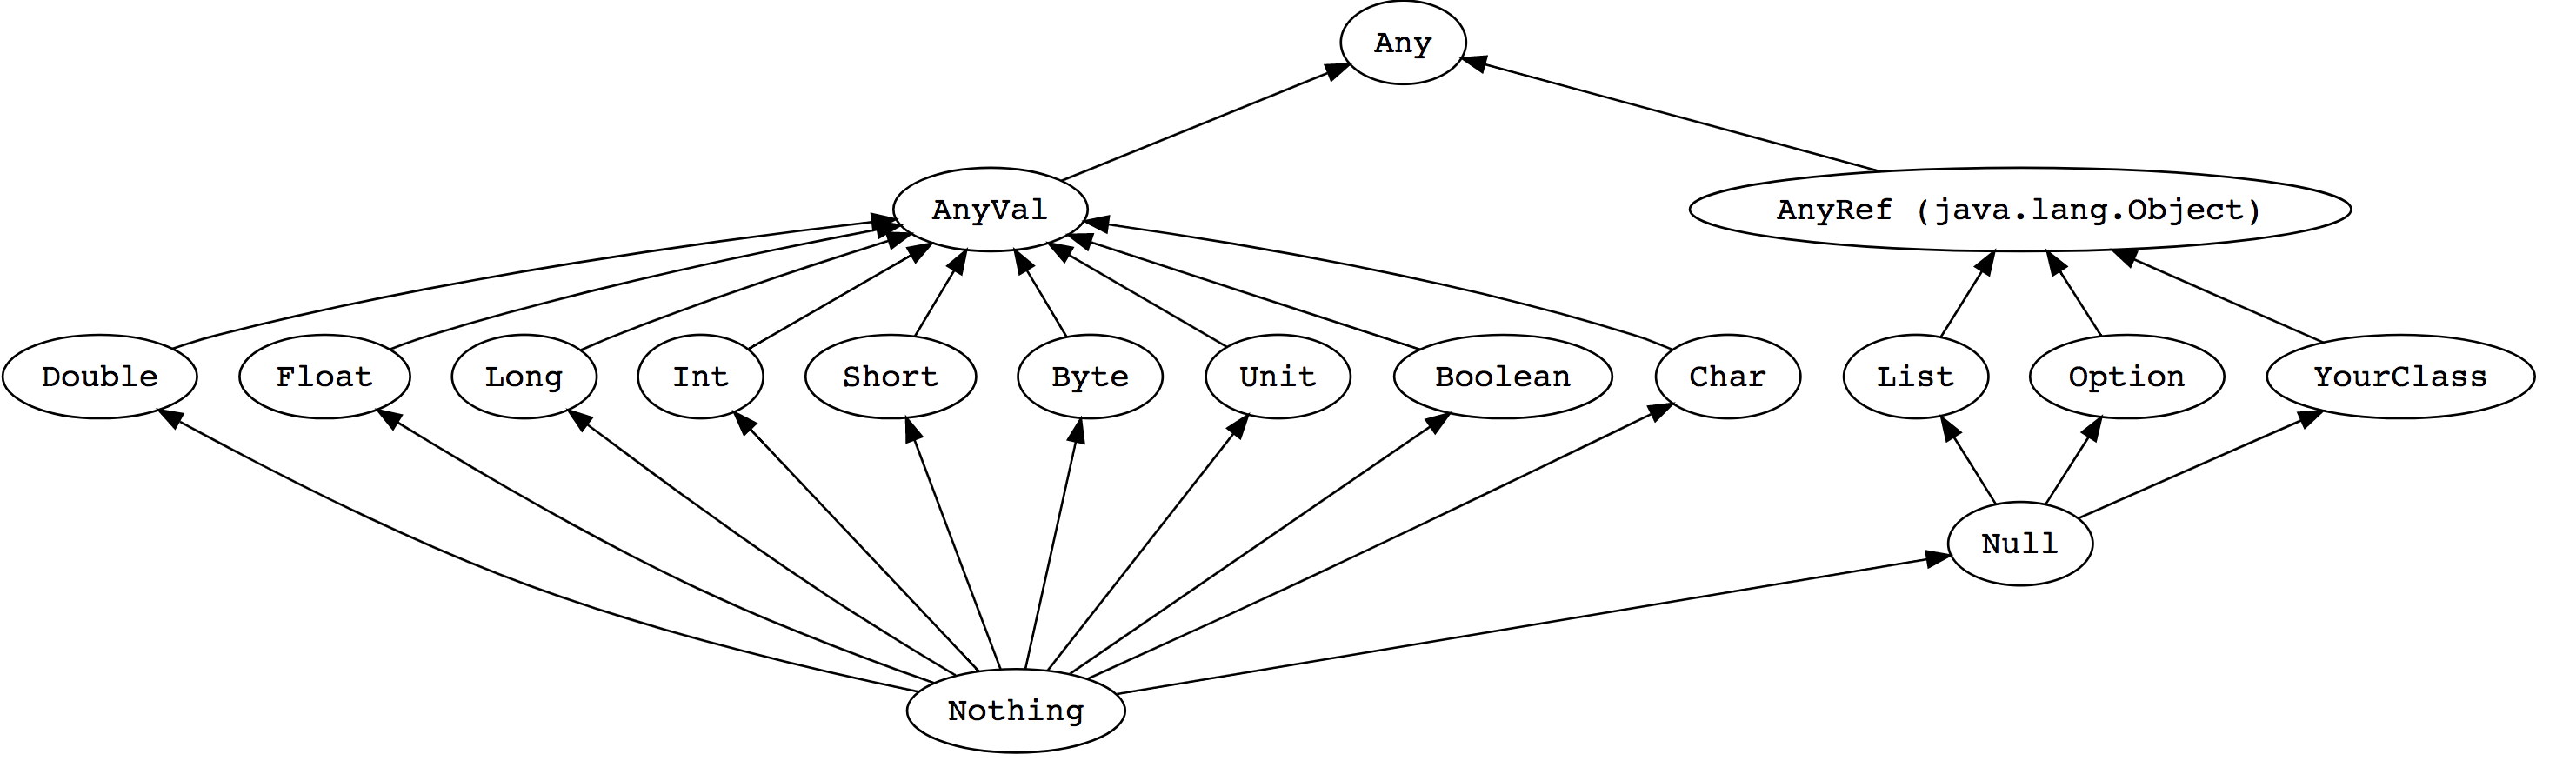 Any
AnyVal
AnyRef (java.lang.Object)
Double
Float
Long
Int
Short
Byte
Unit
Boolean
Char
List
Option
YourClass
Null
Nothing